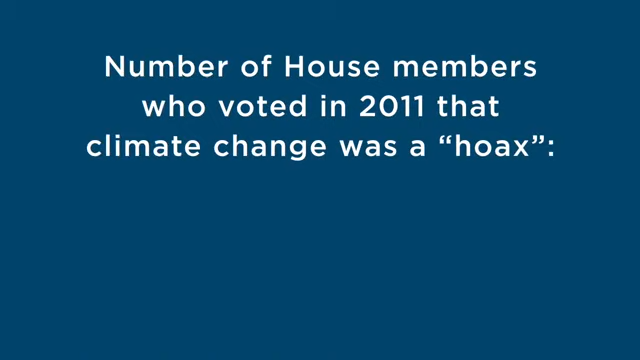 Number of House members
who voted in 2011 that
climate change was a “hoax”: